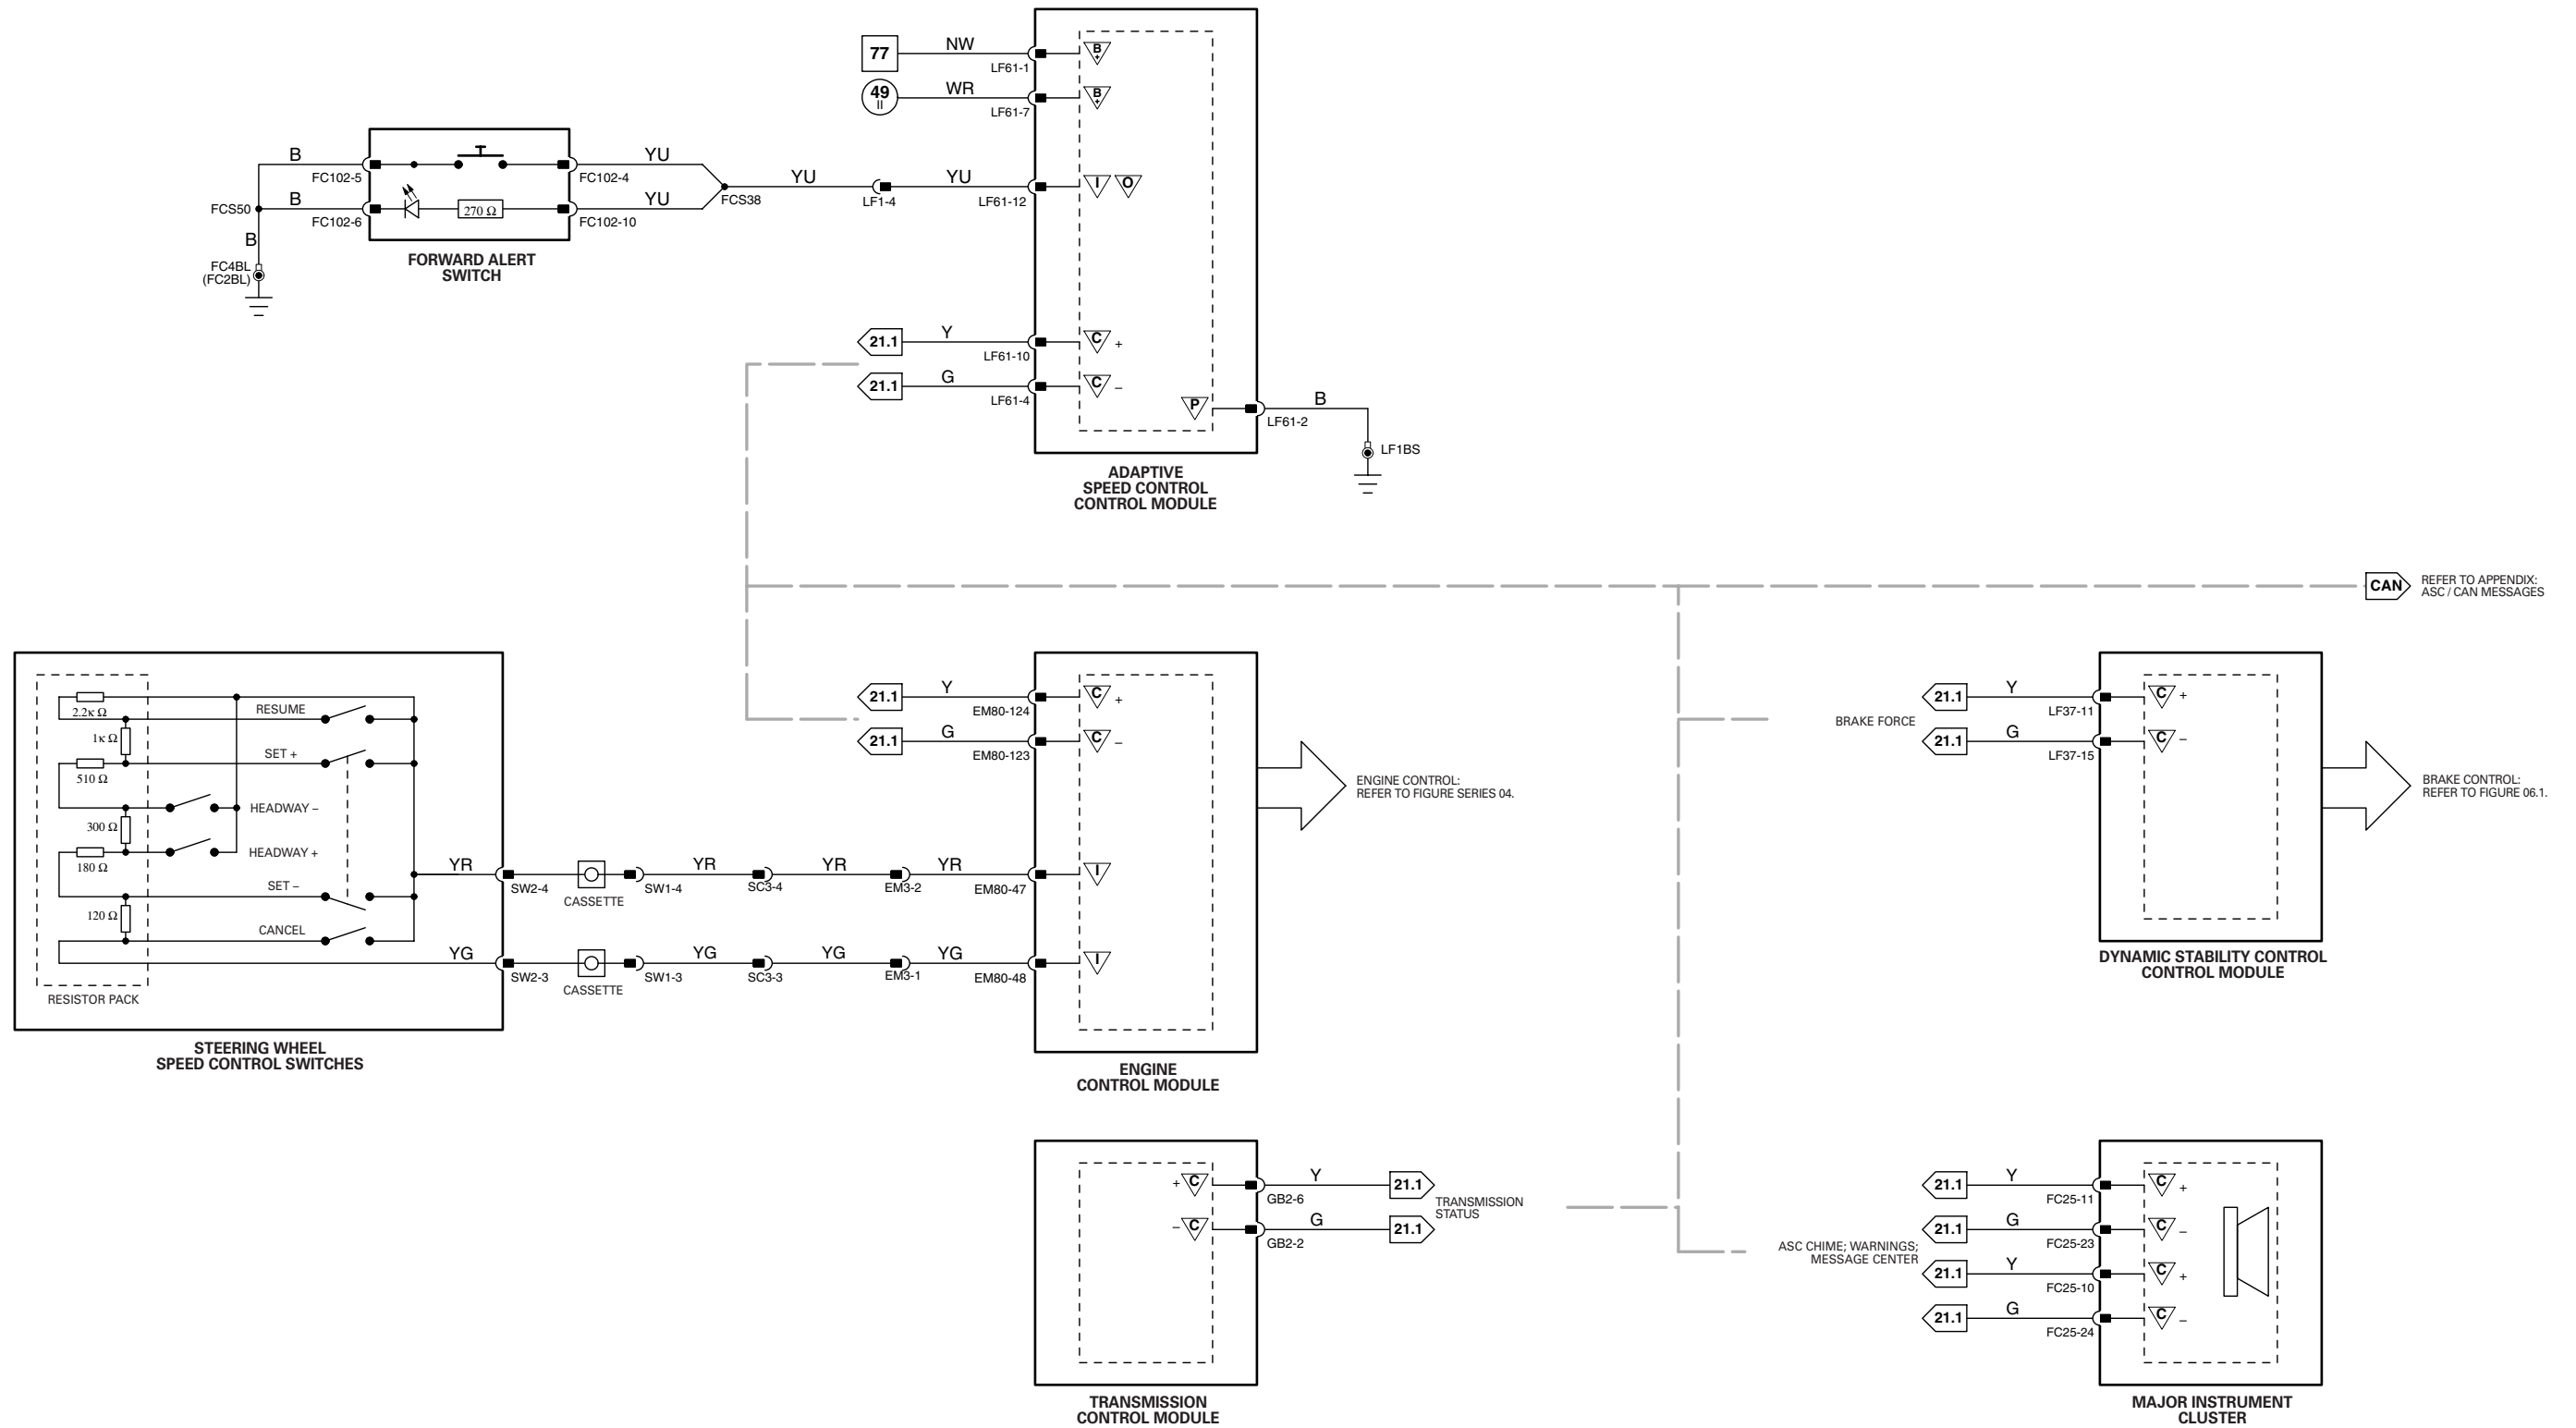 77
NW
LF61-1
B
+
49
II
WR
LF61-7
B
+
B
FC102-5
FC102-4
YU
B
FCS50
FC102-6
270 Ω
FC102-10
YU
FCS38
YU
LF1-4
YU
LF61-12
I
O
B
FC4BL
(FC2BL)
FORWARD ALERT
SWITCH
21.1
Y
LF61-10
C
+
21.1
G
LF61-4
C
–
P
LF61-2
B
LF1BS
ADAPTIVE
SPEED CONTROL
CONTROL MODULE
CAN
REFER TO APPENDIX:
ASC / CAN MESSAGES
2.2κ Ω
RESUME
1κ Ω
SET +
510 Ω
HEADWAY –
300 Ω
HEADWAY +
180 Ω
SET –
120 Ω
CANCEL
RESISTOR PACK
YR
SW2-4
CASSETTE
SW1-4
YR
SC3-4
YR
EM3-2
YR
EM80-47
I
YG
SW2-3
CASSETTE
SW1-3
YG
SC3-3
YG
EM3-1
YG
EM80-48
I
STEERING WHEEL
SPEED CONTROL SWITCHES
21.1
Y
EM80-124
C
+
21.1
G
EM80-123
C
–
ENGINE CONTROL:
REFER TO FIGURE SERIES 04.
ENGINE
CONTROL MODULE
BRAKE FORCE
21.1
Y
LF37-11
C
+
21.1
G
LF37-15
C
–
BRAKE CONTROL:
REFER TO FIGURE 06.1.
DYNAMIC STABILITY CONTROL
CONTROL MODULE
+
C
GB2-6
Y
21.1
–
C
GB2-2
G
21.1
TRANSMISSION
STATUS
TRANSMISSION
CONTROL MODULE
ASC CHIME; WARNINGS;
MESSAGE CENTER
21.1
Y
FC25-11
C
+
21.1
G
FC25-23
C
–
21.1
Y
FC25-10
C
+
21.1
G
FC25-24
C
–
MAJOR INSTRUMENT
CLUSTER